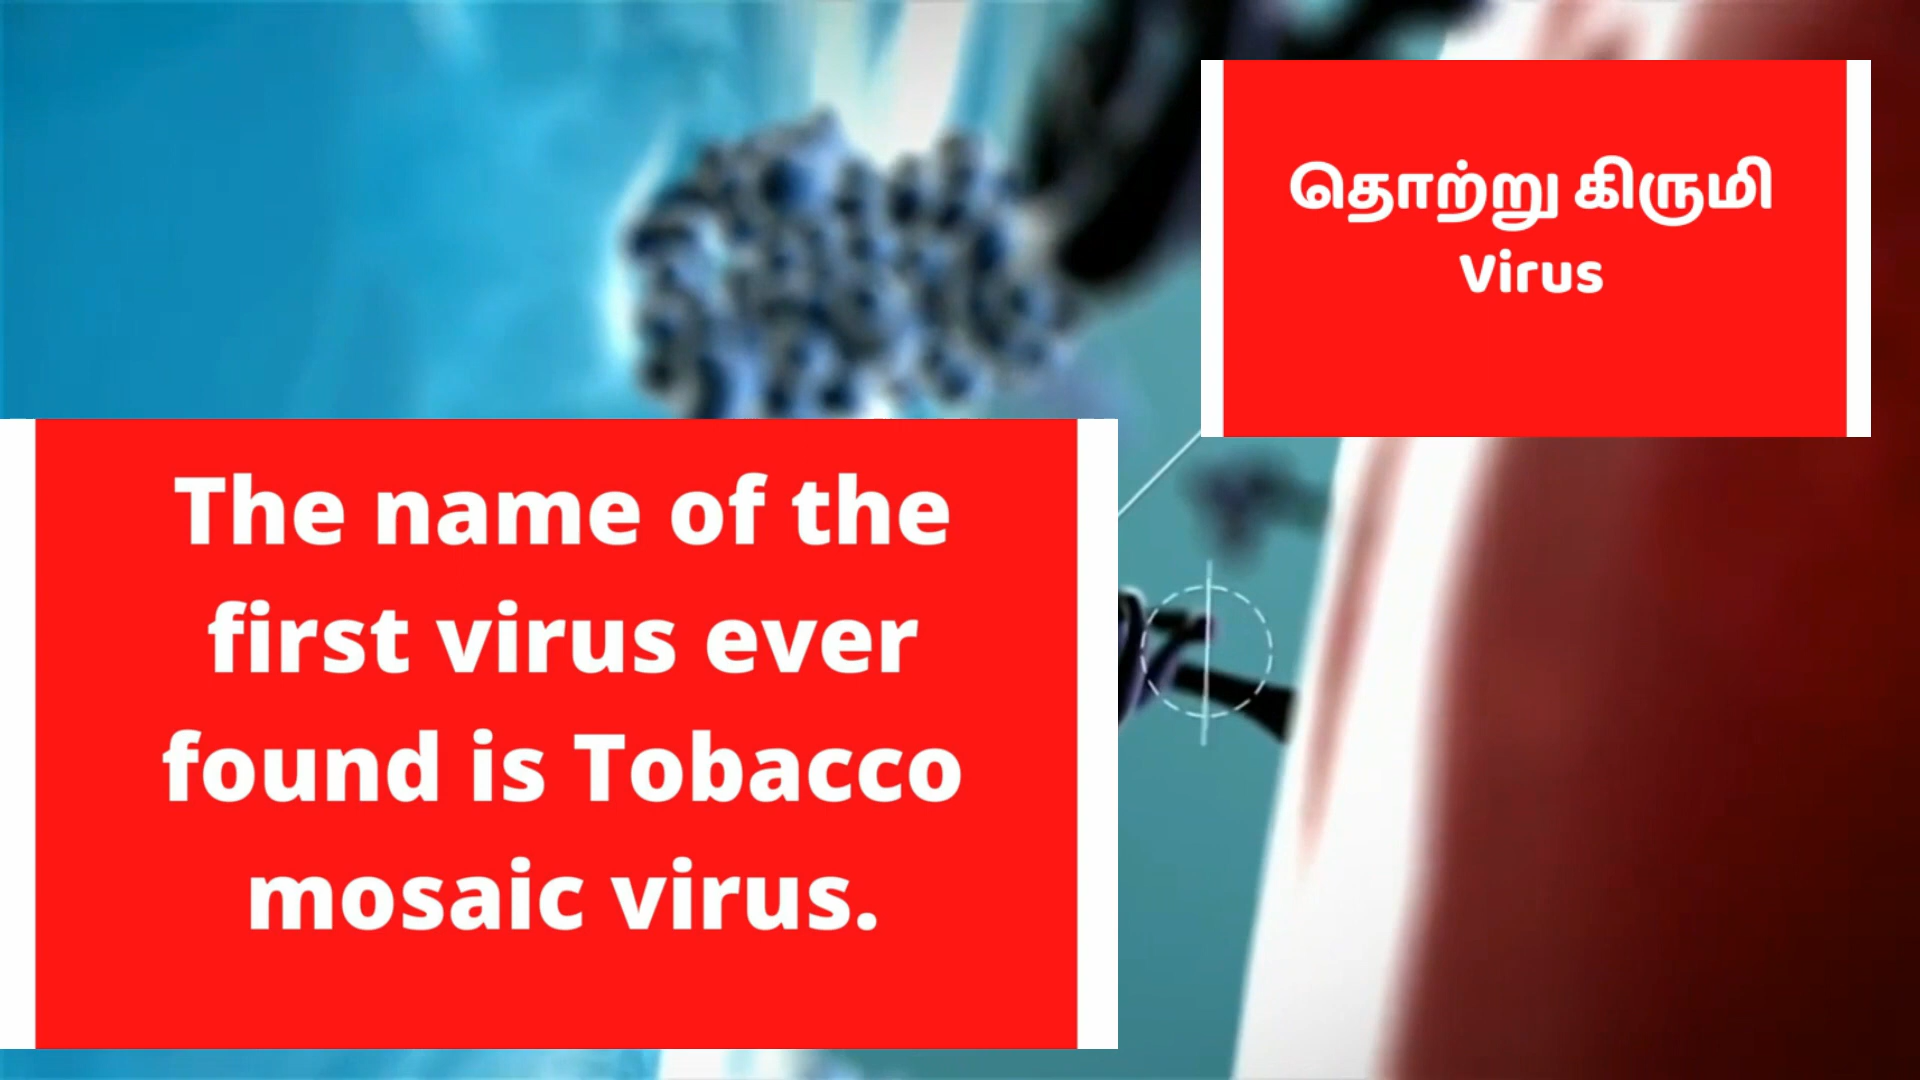 தொற்று கிருமி
Virus
The name of the
first virus ever
found is Tobacco
mosaic virus.